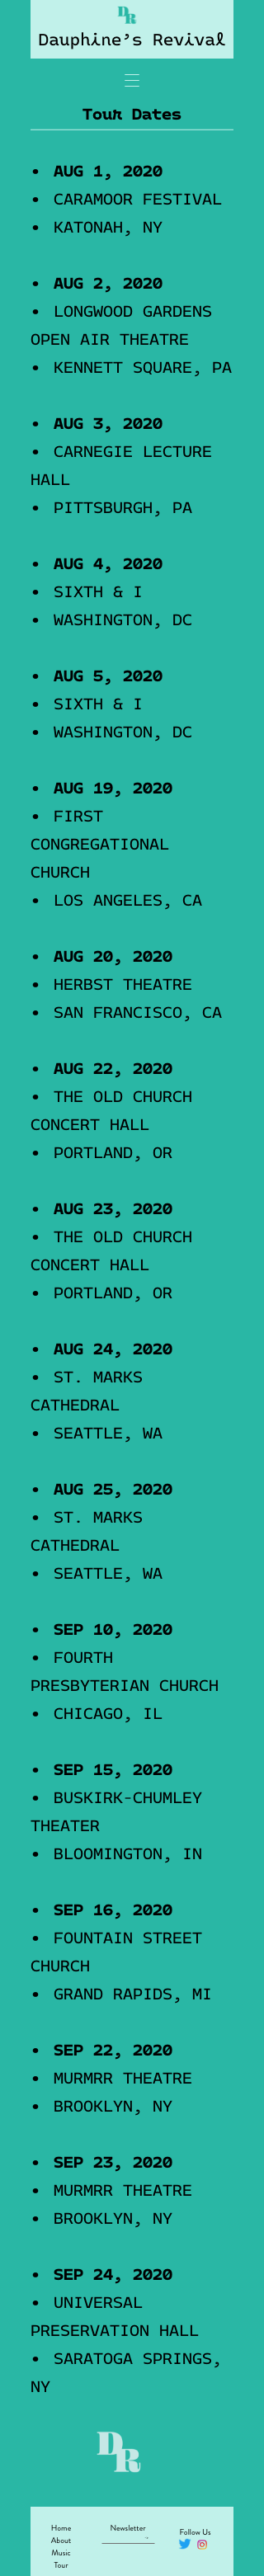 DR
Dauphine's Revival
Tour Dates
• AUG 1, 2020
• CARAMOOR FESTIVAL
• KATONAH, NY
• AUG 2, 2020
• LONGWOOD GARDENS
OPEN AIR THEATRE
• KENNETT SQUARE, PA
• AUG 3, 2020
• CARNEGIE LECTURE
HALL
• PITTSBURGH, PA
• AUG 4, 2020
• SIXTH & I
• WASHINGTON, DC
• AUG 5, 2020
• SIXTH & I
• WASHINGTON, DC
• AUG 19, 2020
• FIRST
CONGREGATIONAL
CHURCH
• LOS ANGELES, CA
• AUG 20, 2020
• HERBST THEATRE
• SAN FRANCISCO, CA
• AUG 22, 2020
• THE OLD CHURCH
CONCERT HALL
• PORTLAND, OR
• AUG 23, 2020
• THE OLD CHURCH
CONCERT HALL
• PORTLAND, OR
• AUG 24, 2020
• ST. MARKS
CATHEDRAL
• SEATTLE, WA
• AUG 25, 2020
• ST. MARKS
CATHEDRAL
• SEATTLE, WA
• SEP 10, 2020
• FOURTH
PRESBYTERIAN CHURCH
• CHICAGO, IL
• SEP 15, 2020
• BUSKIRK-CHUMLEY
THEATER
• BLOOMINGTON, IN
• SEP 16, 2020
• FOUNTAIN STREET
CHURCH
• GRAND RAPIDS, MI
• SEP 22, 2020
• MURMRR THEATRE
• BROOKLYN, NY
• SEP 23, 2020
• MURMRR THEATRE
• BROOKLYN, NY
• SEP 24, 2020
• UNIVERSAL
PRESERVATION HALL
• SARATOGA SPRINGS,
NY
DR
Home
About
Music
Tour
Newsletter
→
Follow Us